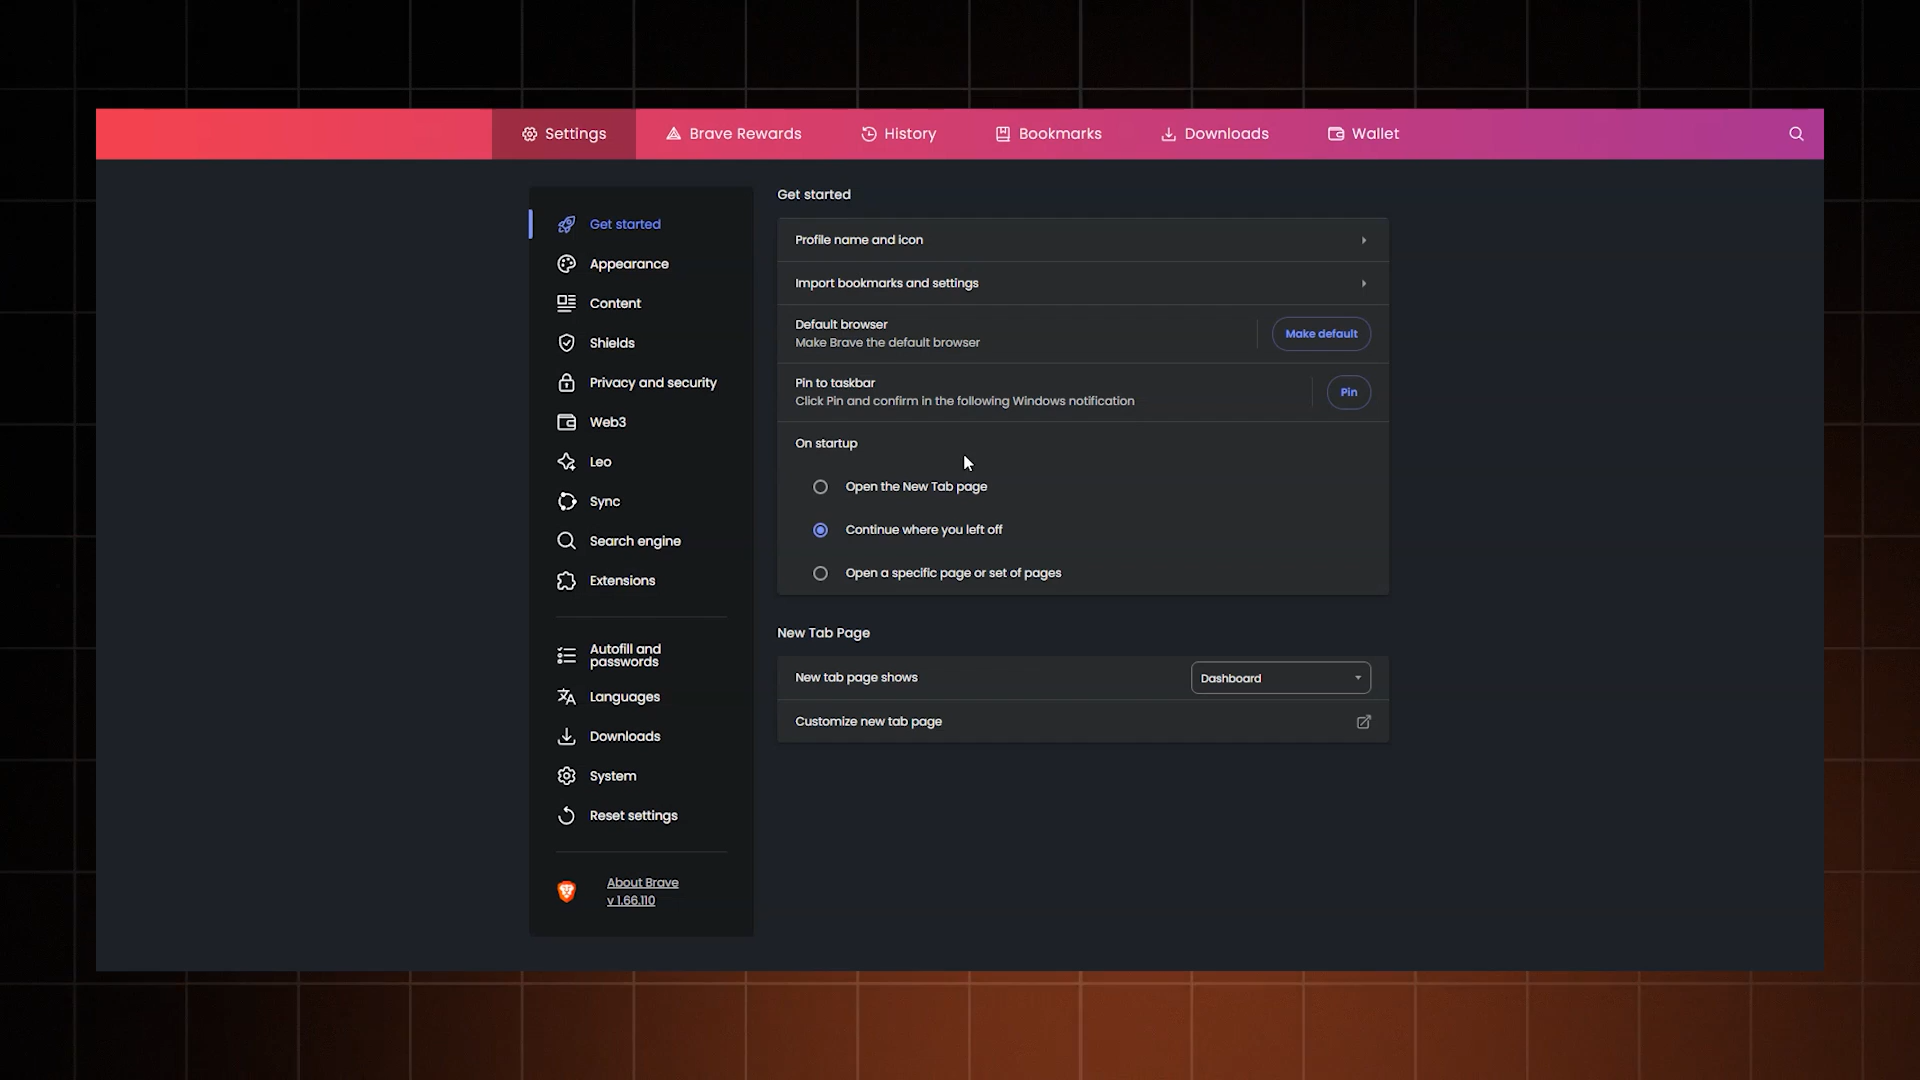 Settings
Brave Rewards
History
Bookmarks
Downloads
Wallet
Get started
Appearance
Content
Shields
Privacy and security
Web3
Leo
Sync
Search engine
Extensions
Autofill and
passwords
Languages
Downloads
System
Reset settings
About Brave
v 1.66.110
Get started
Profile name and icon
Import bookmarks and settings
Default browser
Make Brave the default browser
Make default
Pin to taskbar
Click Pin and confirm in the following Windows notification
Pin
On startup
Open the New Tab page
Continue where you left off
Open a specific page or set of pages
New Tab Page
New tab page shows
Dashboard
Customize new tab page